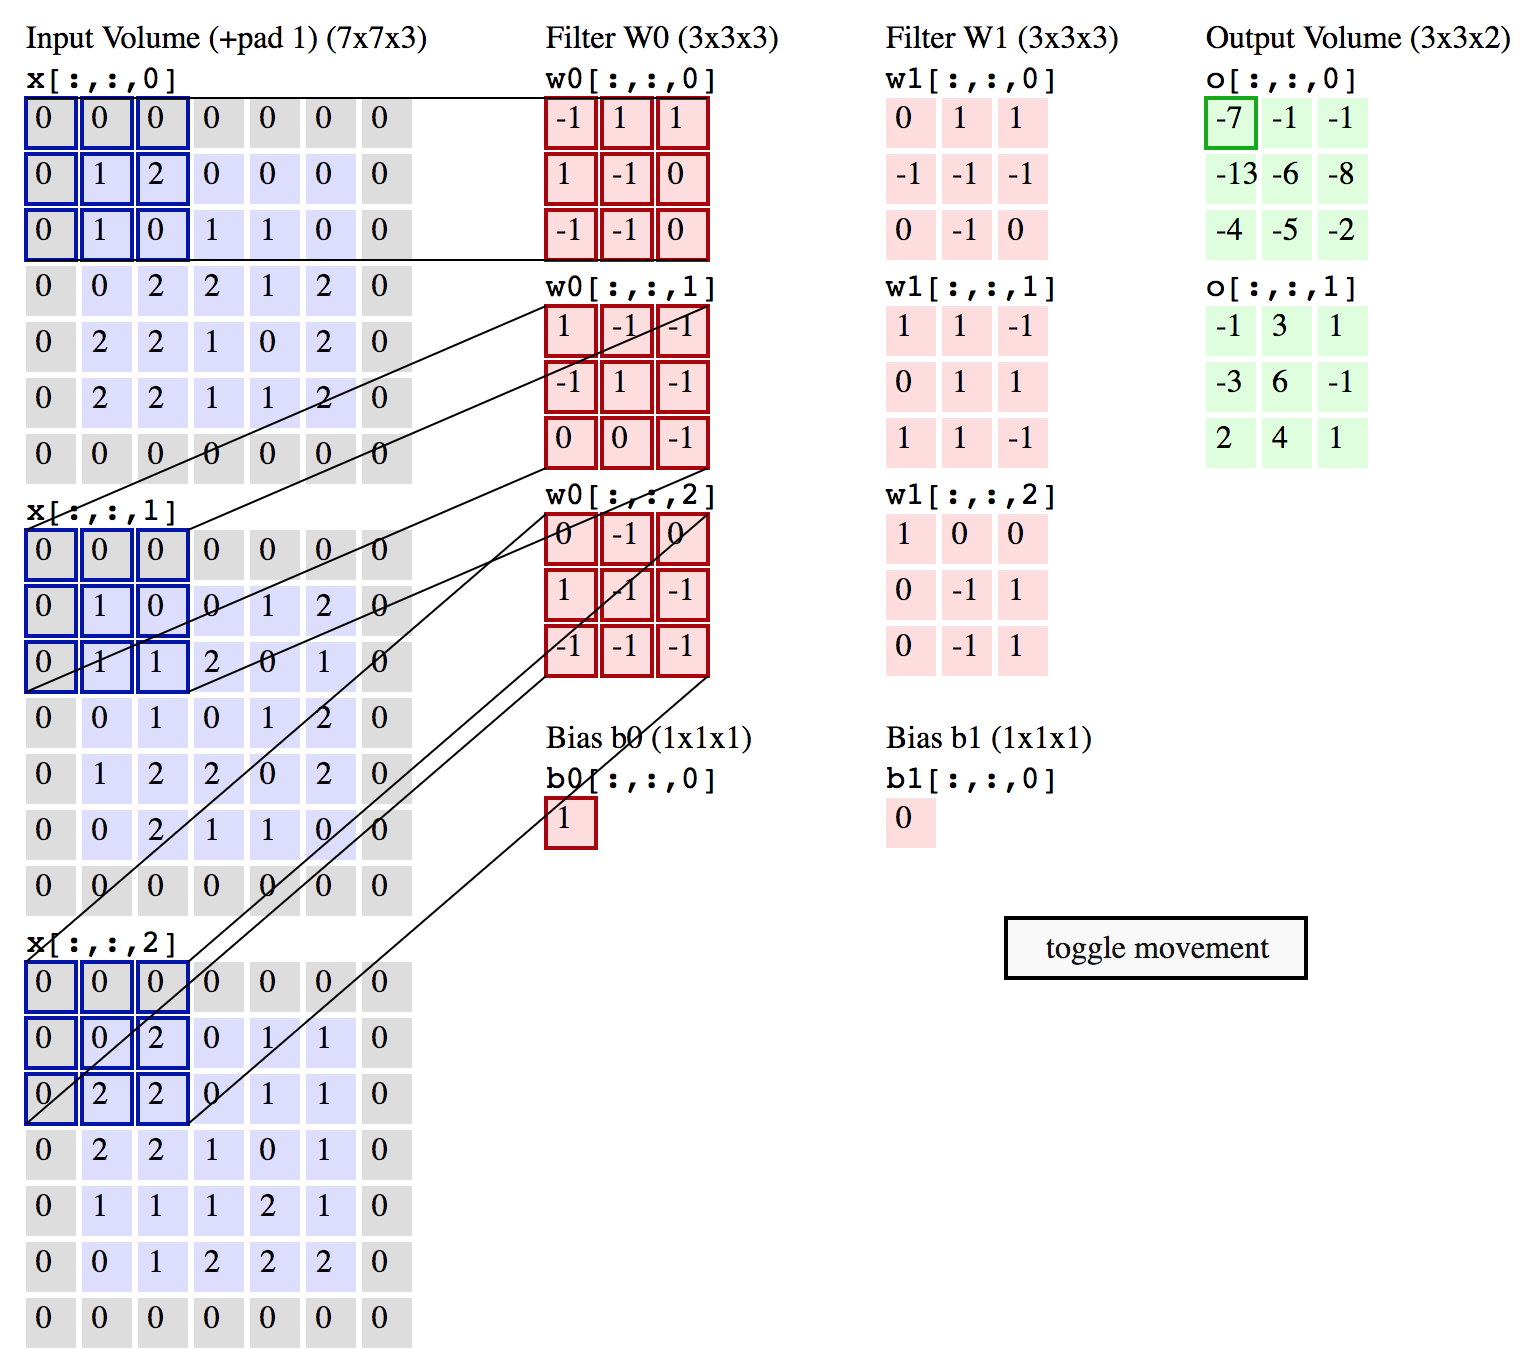 Input Volume (+pad 1) (7x7x3)
x[:,:,0]
0 0 0 0 0 0 0
0 1 2 0 0 0 0
0 1 0 1 1 0 0
0 0 2 2 1 2 0
0 2 2 1 0 2 0
0 2 2 1 1 2 0
0 0 0 0 0 0 0
x[:,:,1]
0 0 0 0 0 0 0
0 1 0 0 1 2 0
0 1 1 2 0 1 0
0 0 1 0 1 2 0
0 1 2 2 0 2 0
0 0 2 1 1 0 0
0 0 0 0 0 0 0
x[:,:,2]
0 0 0 0 0 0 0
0 0 2 0 1 1 0
0 2 2 0 1 1 0
0 2 2 1 0 1 0
0 1 1 1 2 1 0
0 0 1 2 2 2 0
0 0 0 0 0 0 0
Filter W0 (3x3x3)
w0[:,:,0]
-1 1 1
1 -1 0
-1 -1 0
w0[:,:,1]
1 -1 -1
-1 1 -1
0 0 -1
w0[:,:,2]
0 -1 0
1 -1 -1
-1 -1 -1
Bias b0 (1x1x1)
b0[:,:,0]
1
Filter W1 (3x3x3)
w1[:,:,0]
0 1 1
-1 -1 -1
0 -1 0
w1[:,:,1]
1 1 -1
0 1 1
1 1 -1
w1[:,:,2]
1 0 0
0 -1 1
0 -1 1
Bias b1 (1x1x1)
b1[:,:,0]
0
Output Volume (3x3x2)
o[:,:,0]
-7 -1 -1
-13 -6 -8
-4 -5 -2
o[:,:,1]
-1 3 1
-3 6 -1
2 4 1
toggle movement